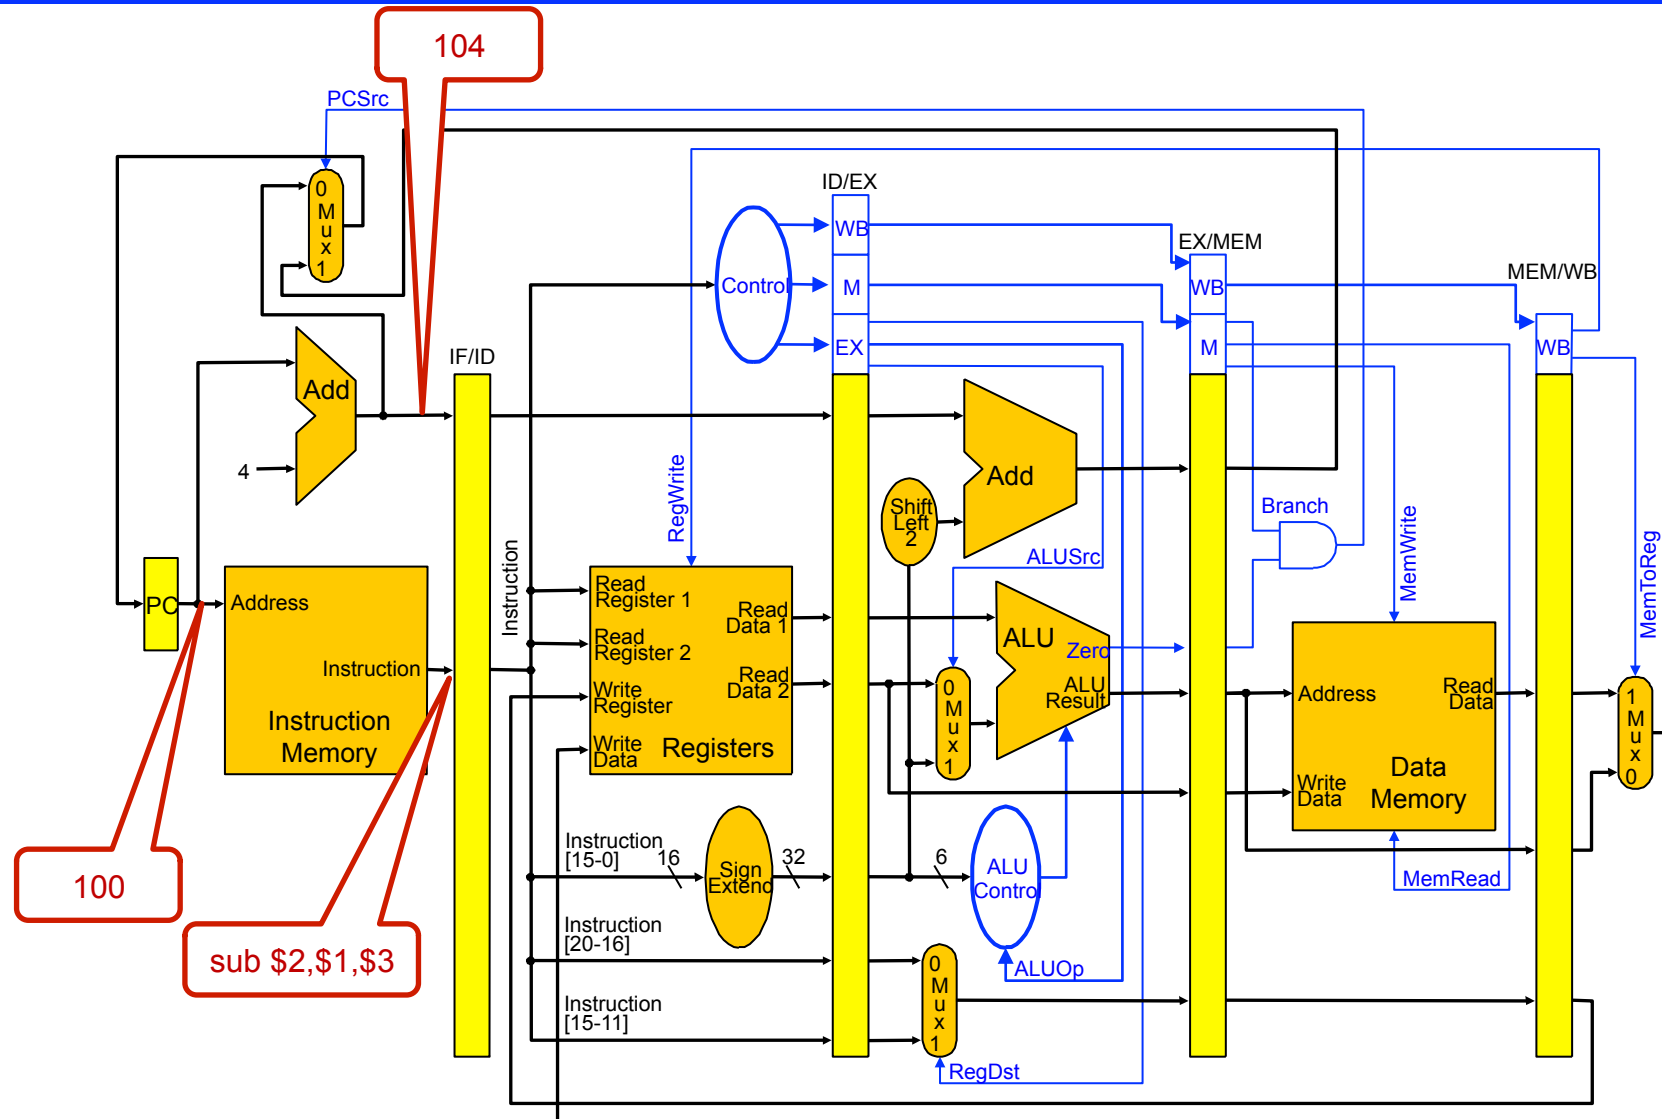 104
PCSrc
0
M
u
x
1
ID/EX
WB
Control
M
EX
EX/MEM
WB
M
MEM/WB
WB
IF/ID
Add
4
Add
Shift
Left
2
RegWrite
Branch
ALUSrc
MemWrite
MemToReg
PC
Address
Instruction
Instruction
Memory
Instruction
Read
Register 1
Read
Register 2
Write
Register
Write
Data
Read
Data 1
Read
Data 2
Registers
ALU
Zero
ALU
Result
0
M
u
x
1
Address
Read
Data
Write
Data
Data
Memory
1
M
u
x
0
MemRead
100
sub $2,$1,$3
Instruction
[15-0]
16
Sign
Extend
32
6
ALU
Control
ALUOp
Instruction
[20-16]
Instruction
[15-11]
0
M
u
x
1
RegDst